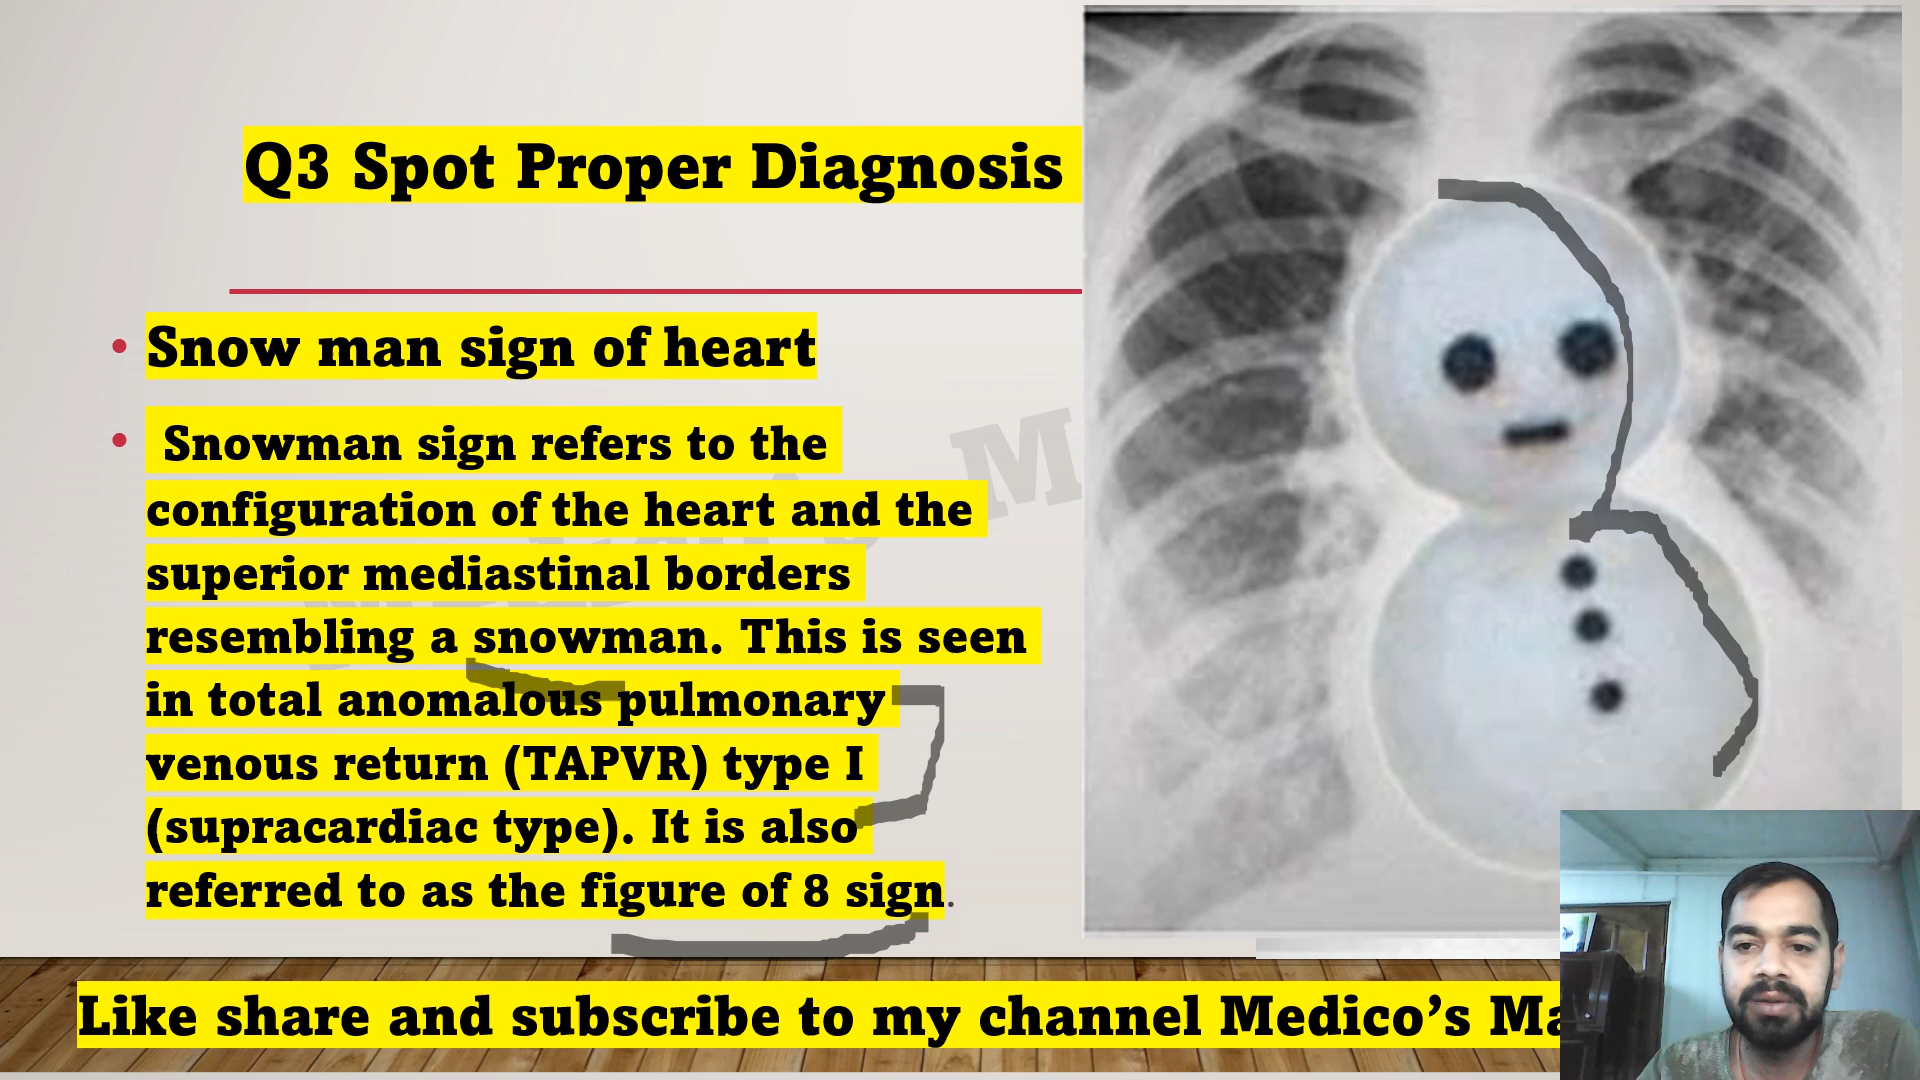 Q3 Spot Proper Diagnosis
• Snow man sign of heart
• Snowman sign refers to the
configuration of the heart and the
superior mediastinal borders
resembling a snowman. This is seen
in total anomalous pulmonary
venous return (TAPVR) type I
(supracardiac type). It is also
referred to as the figure of 8 sign.
Like share and subscribe to my channel Medico’s Ma